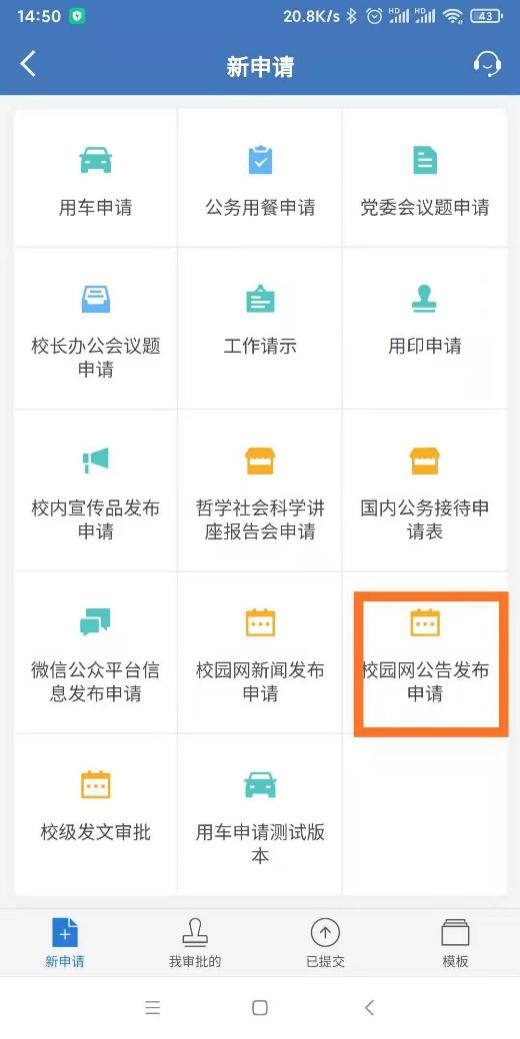 14:50
20.8K/s
HD
HD
43
新申请
用车申请
公务用餐申请
党委会议题申请
校长办公会议题
申请
工作请示
用印申请
校内宣传品发布
申请
哲学社会科学讲
座报告会申请
国内公务接待申
请表
微信公众平台信
息发布申请
校园网新闻发布
申请
校园网公告发布
申请
校级发文审批
用车申请测试版
本
新申请
我审批的
已提交
模板